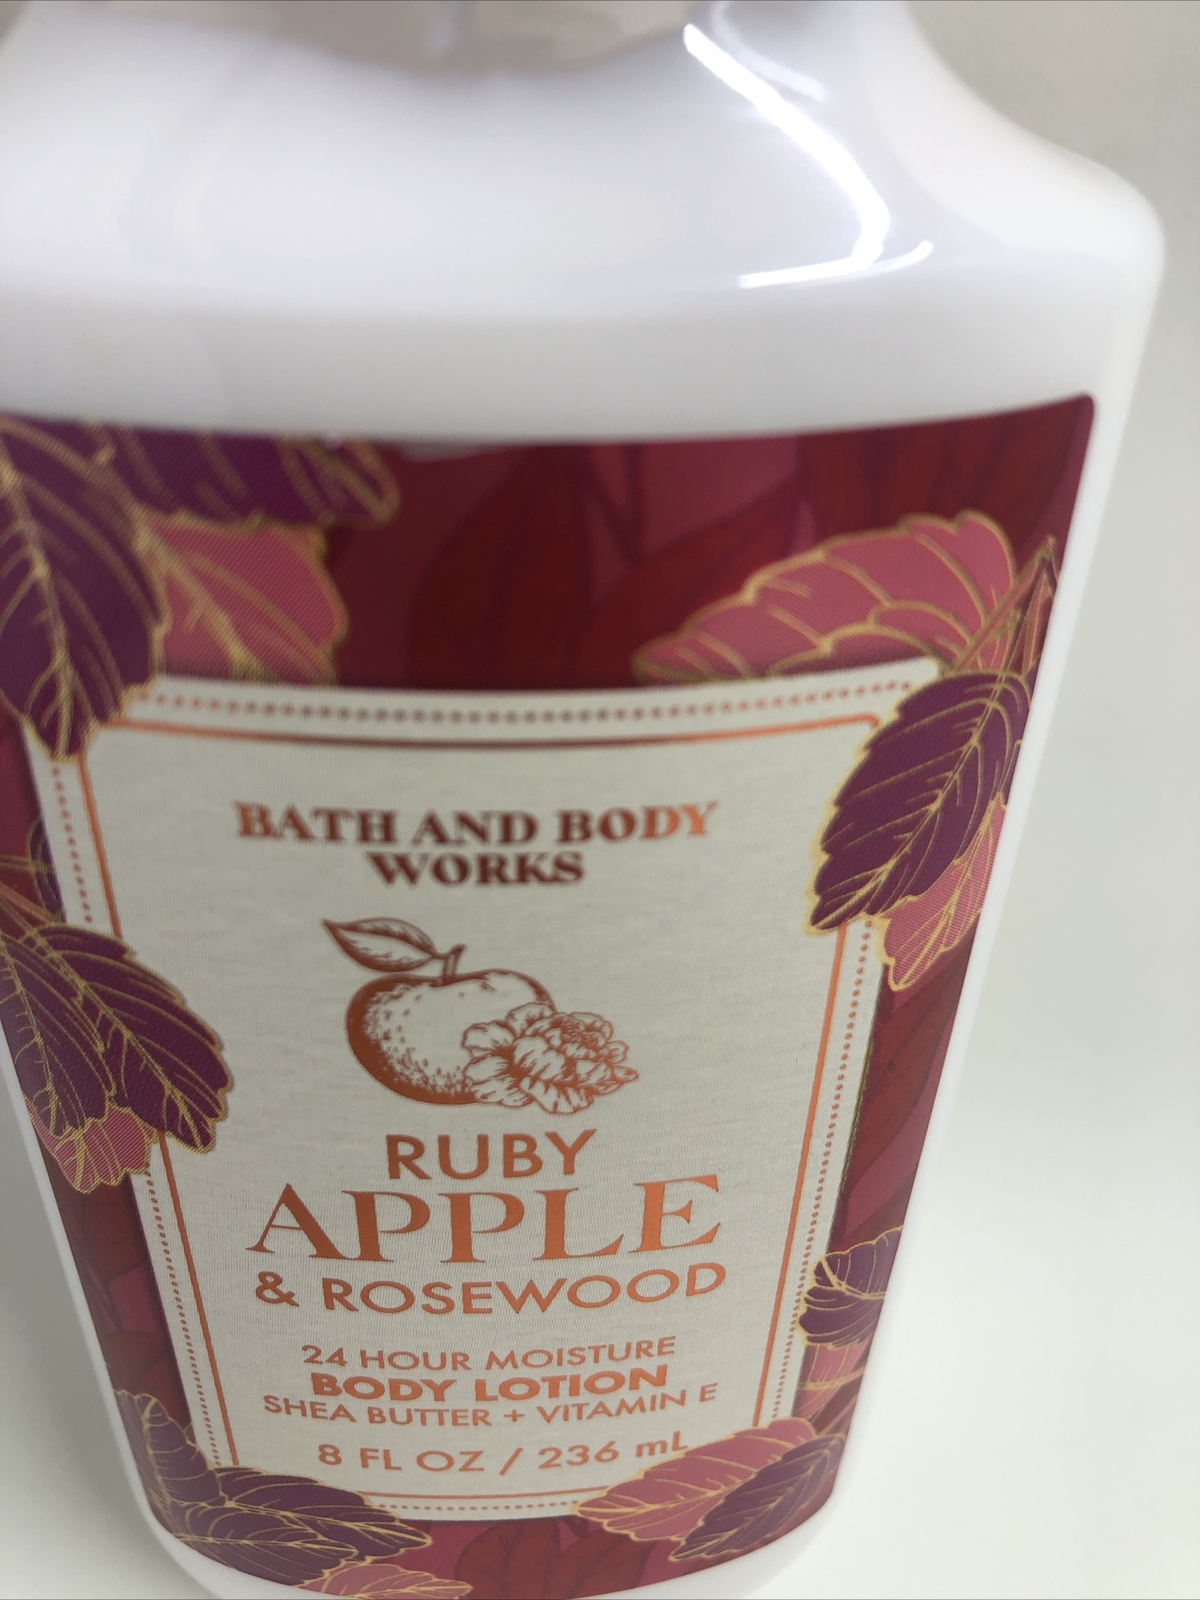 BATH AND BODY
WORKS
RUBY
APPLE
& ROSEWOOD
24 HOUR MOISTURE
BODY LOTION
SHEA BUTTER + VITAMIN E
8 FL OZ / 236 mL